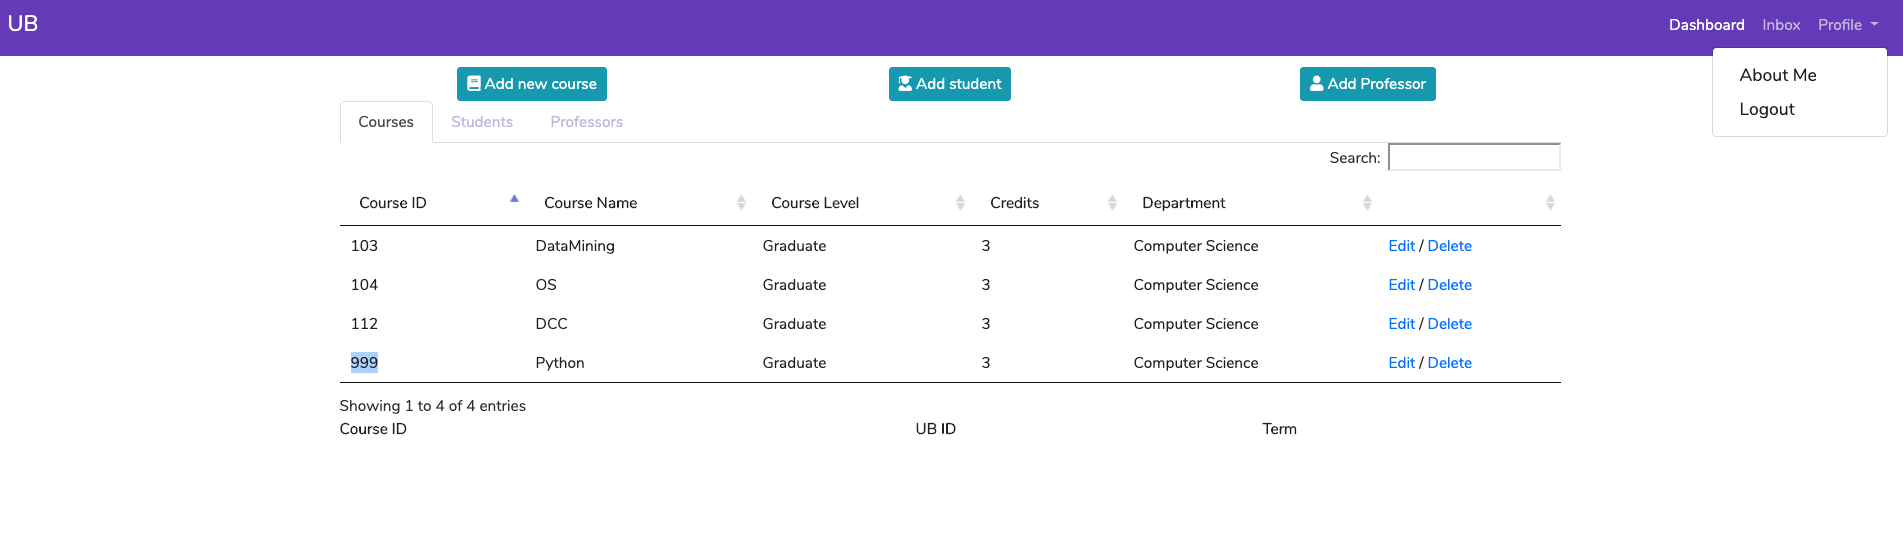 UB Dashboard Inbox Profile
About Me
Logout
Add new course Add student Add Professor
Courses Students Professors
Search:
Course ID Course Name Course Level Credits Department
103 DataMining Graduate 3 Computer Science Edit / Delete
104 OS Graduate 3 Computer Science Edit / Delete
112 DCC Graduate 3 Computer Science Edit / Delete
999 Python Graduate 3 Computer Science Edit / Delete
Showing 1 to 4 of 4 entries
Course ID UB ID Term